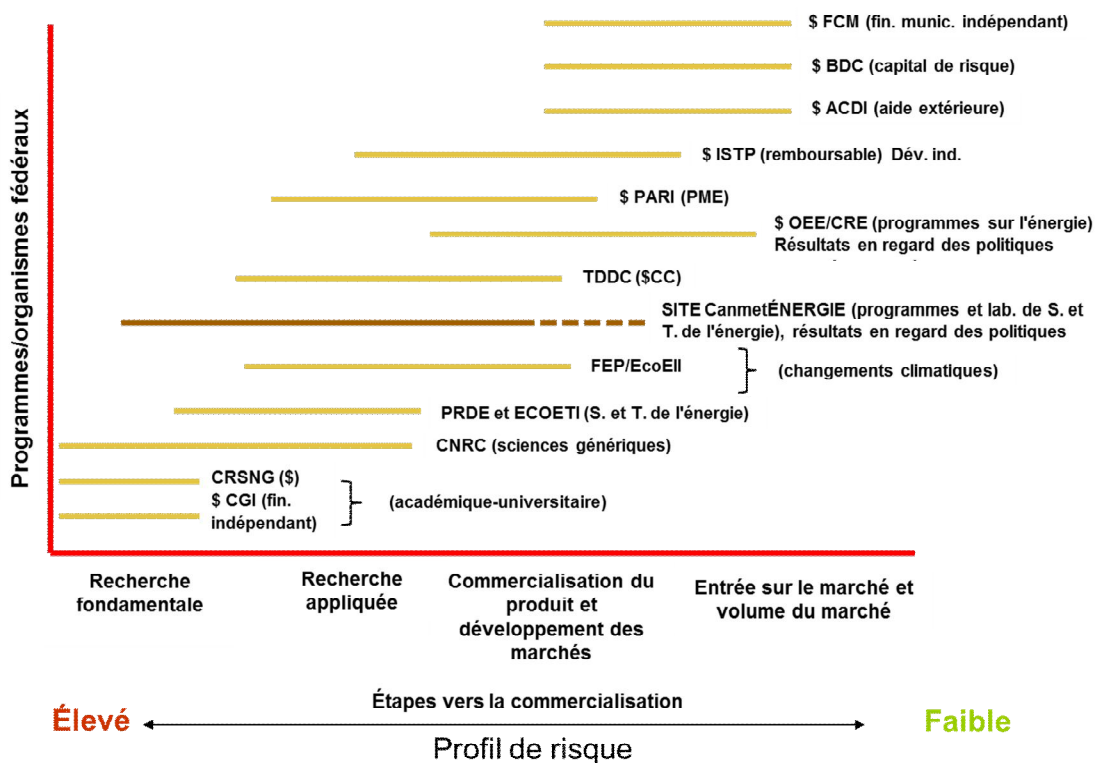 Programmes/organismes fédéraux
$ FCM (fin. munic. indépendant)
$ BDC (capital de risque)
$ ACDI (aide extérieure)
$ ISTP (remboursable) Dév. ind.
$ PARI (PME)
$ OEE/CRE (programmes sur l'énergie)
Résultats en regard des politiques
TDDC ($CC)
SITE CanmetÉNERGIE (programmes et lab. de S. et
T. de l'énergie), résultats en regard des politiques
FEP/EcoEII
(changements climatiques)
PRDE et ECOETI (S. et T. de l'énergie)
CNRC (sciences génériques)
CRSNG ($)
$ CGI (fin.
indépendant)
(académique-universitaire)
Recherche
fondamentale
Recherche
appliquée
Commercialisation du
produit et
développement des
marchés
Entrée sur le marché et
volume du marché
Étapes vers la commercialisation
Élevé
Faible
Profil de risque